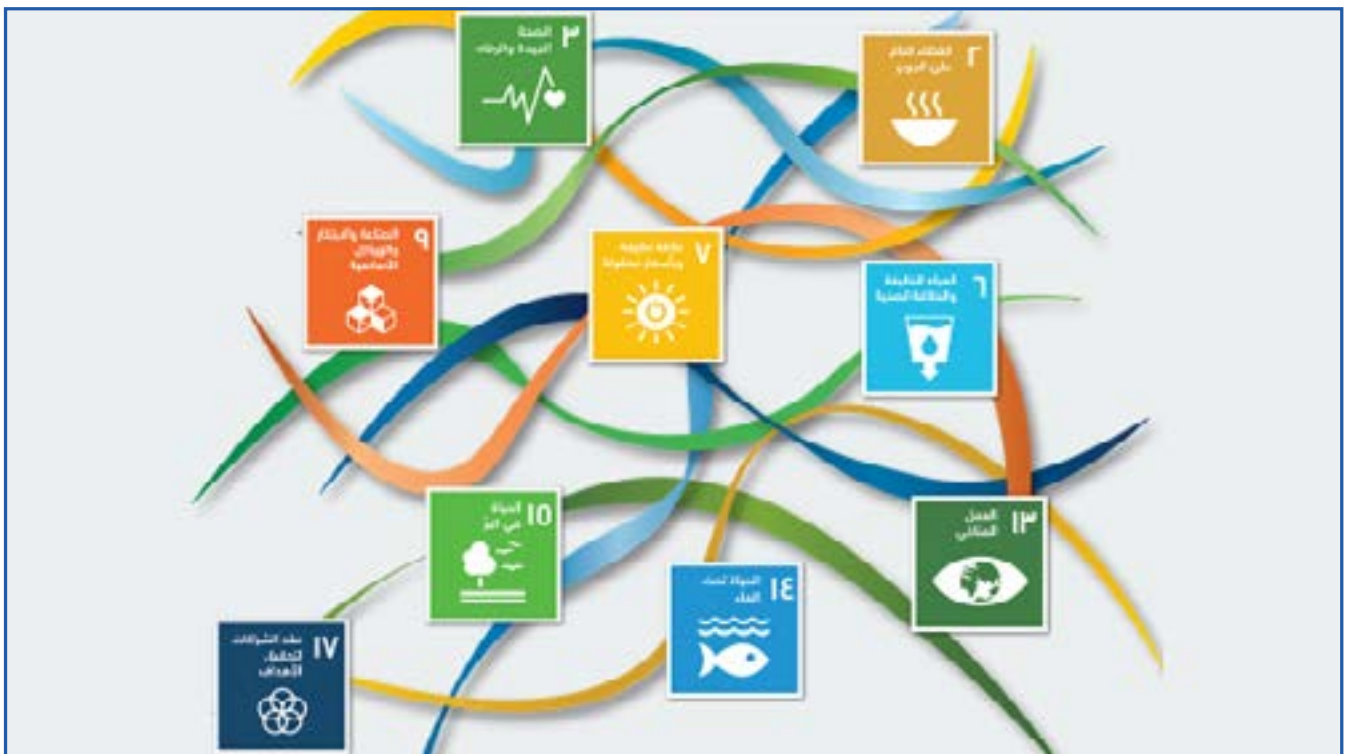 ٣ الصحة
الجيدة والرفاه
٢ القضاء التام
على الجوع
٩ الصناعة والابتكار
والهياكل
الأساسية
٧ طاقة نظيفة
وبأسعار معقولة
٦ المياه النظيفة
والنظافة الصحية
١٥ الحياة
في البرّ
١٤ الحياة تحت
الماء
١٣ العمل
المناخي
١٧ عقد الشراكات
لتحقيق
الأهداف